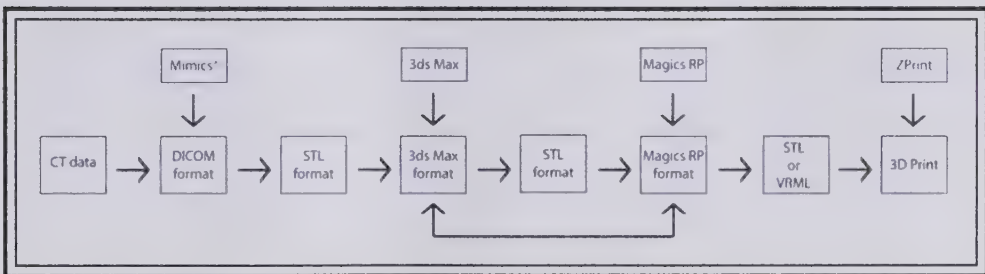 Mimics*
3ds Max
Magics RP
ZPrint
CT data
DICOM
format
STL
format
3ds Max
format
STL
format
Magics RP
format
STL
or
VRML
3D Print